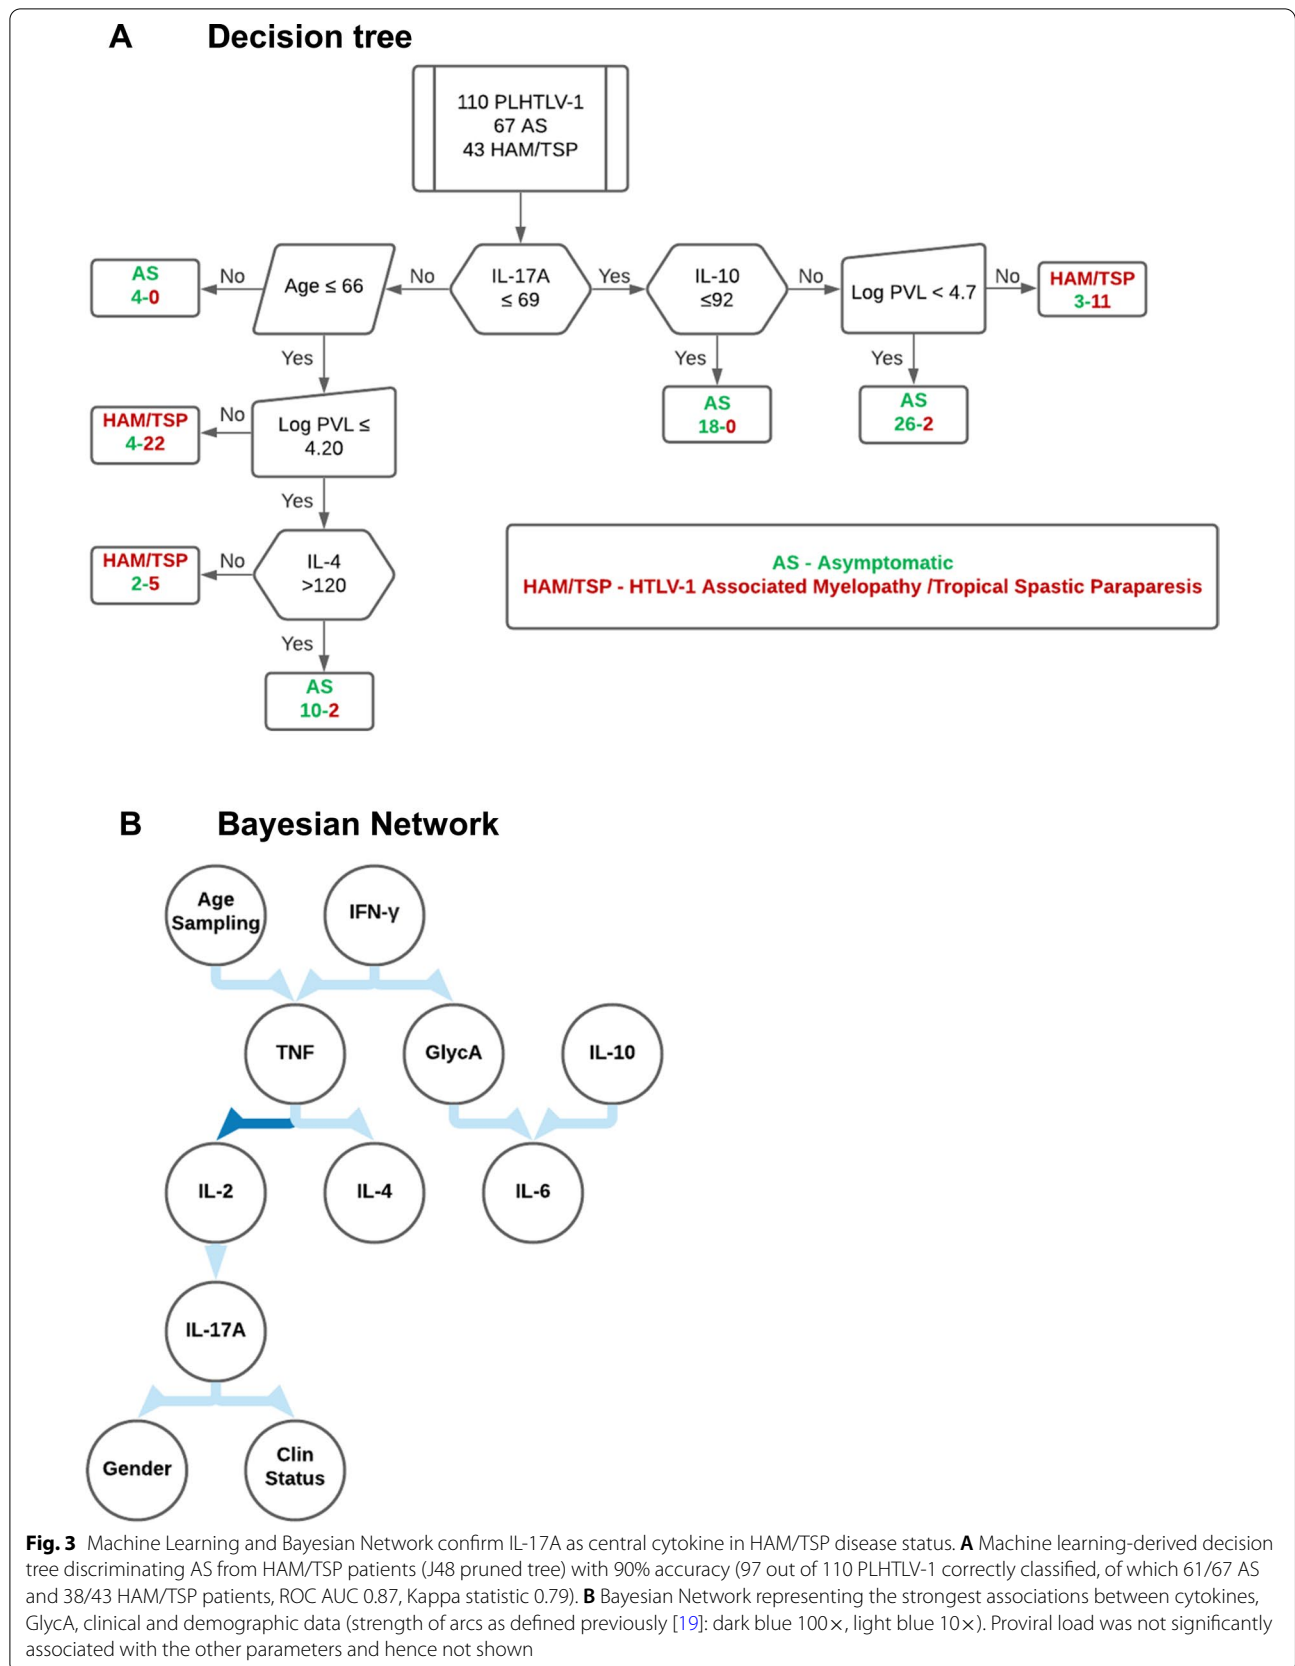 A Decision tree
110 PLHTLV-1
67 AS
43 HAM/TSP
AS
4-0
No
Age ≤ 66
No
IL-17A
≤ 69
Yes
IL-10
≤92
No
Log PVL < 4.7
No
HAM/TSP
3-11
Yes
Yes
Yes
HAM/TSP
4-22
No
Log PVL ≤
4.20
AS
18-0
AS
26-2
Yes
HAM/TSP
2-5
No
IL-4
>120
AS - Asymptomatic
HAM/TSP - HTLV-1 Associated Myelopathy /Tropical Spastic Paraparesis
Yes
AS
10-2
B Bayesian Network
Age
Sampling
IFN-γ
TNF
GlycA
IL-10
IL-2
IL-4
IL-6
IL-17A
Gender
Clin
Status
Fig. 3 Machine Learning and Bayesian Network confirm IL-17A as central cytokine in HAM/TSP disease status. A Machine learning-derived decision
tree discriminating AS from HAM/TSP patients (J48 pruned tree) with 90% accuracy (97 out of 110 PLHTLV-1 correctly classified, of which 61/67 AS
and 38/43 HAM/TSP patients, ROC AUC 0.87, Kappa statistic 0.79). B Bayesian Network representing the strongest associations between cytokines,
GlycA, clinical and demographic data (strength of arcs as defined previously [19]: dark blue 100×, light blue 10×). Proviral load was not significantly
associated with the other parameters and hence not shown